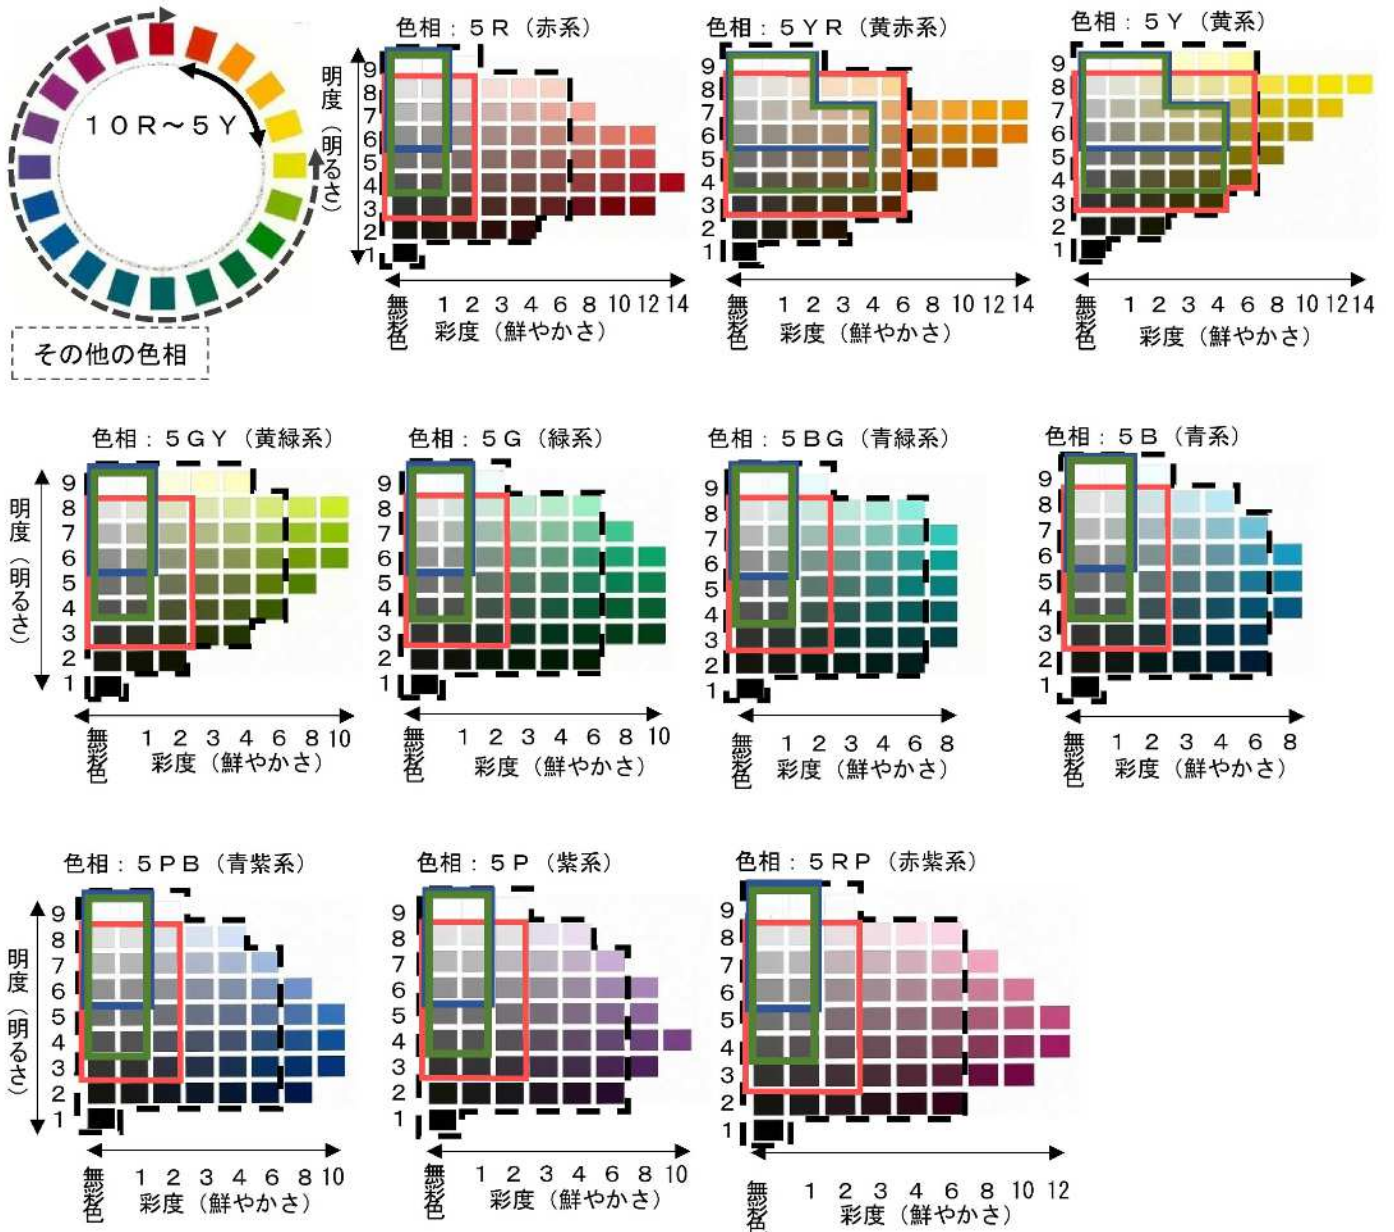 １０Ｒ～５Ｙ
その他の色相
色相：５Ｒ（赤系）
明度（明るさ）
9
8
7
6
5
4
3
2
1
無彩色
1 2 3 4 6 8 10 12 14
彩度（鮮やかさ）
色相：５ＹＲ（黄赤系）
9
8
7
6
5
4
3
2
1
無彩色
1 2 3 4 6 8 10 12 14
彩度（鮮やかさ）
色相：５Ｙ（黄系）
9
8
7
6
5
4
3
2
1
無彩色
1 2 3 4 6 8 10 12 14
彩度（鮮やかさ）
色相：５ＧＹ（黄緑系）
明度（明るさ）
9
8
7
6
5
4
3
2
1
無彩色
1 2 3 4 6 8 10
彩度（鮮やかさ）
色相：５Ｇ（緑系）
9
8
7
6
5
4
3
2
1
無彩色
1 2 3 4 6 8 10
彩度（鮮やかさ）
色相：５ＢＧ（青緑系）
9
8
7
6
5
4
3
2
1
無彩色
1 2 3 4 6 8
彩度（鮮やかさ）
色相：５Ｂ（青系）
9
8
7
6
5
4
3
2
1
無彩色
1 2 3 4 6 8
彩度（鮮やかさ）
色相：５ＰＢ（青紫系）
明度（明るさ）
9
8
7
6
5
4
3
2
1
無彩色
1 2 3 4 6 8 10
彩度（鮮やかさ）
色相：５Ｐ（紫系）
9
8
7
6
5
4
3
2
1
無彩色
1 2 3 4 6 8 10
彩度（鮮やかさ）
色相：５ＲＰ（赤紫系）
9
8
7
6
5
4
3
2
1
無彩色
1 2 3 4 6 8 10 12
彩度（鮮やかさ）